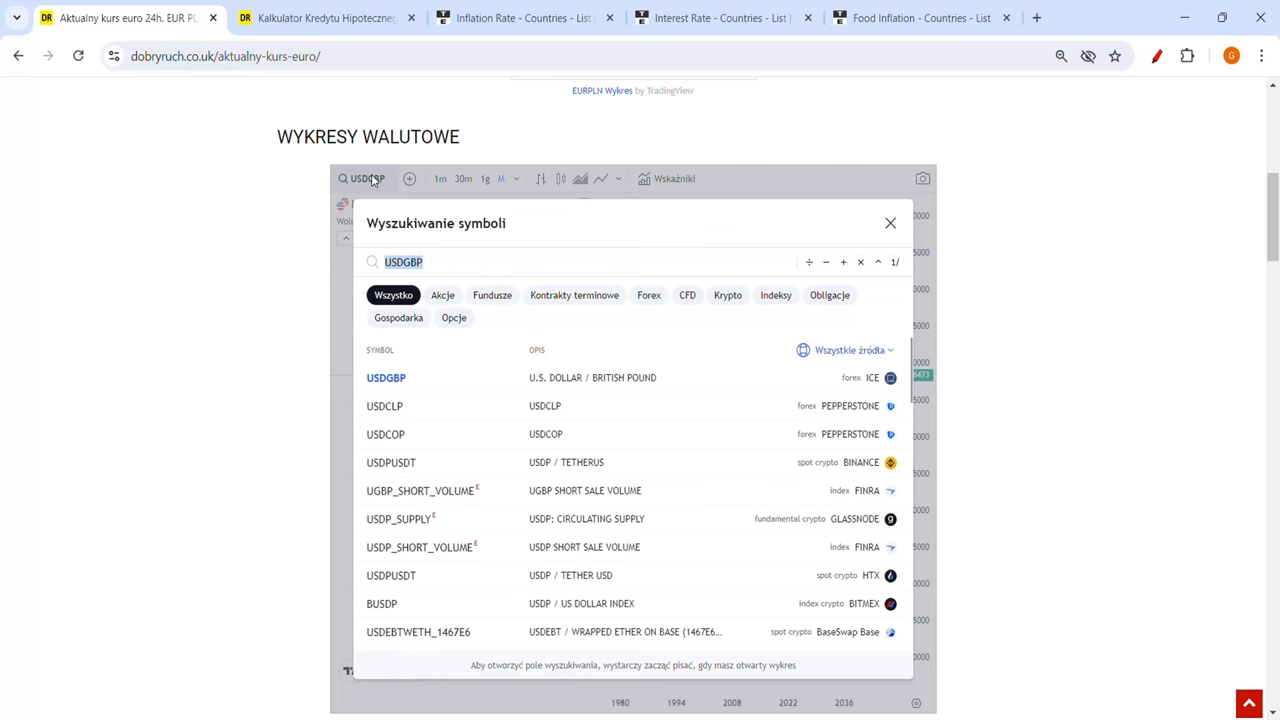 Aktualny kurs euro 24h. EUR PL
Kalkulator Kredytu Hipoteczneg
Inflation Rate - Countries - List
Interest Rate - Countries - List
Food Inflation - Countries - List
dobryruch.co.uk/aktualny-kurs-euro/
G
EURPLN Wykres by TradingView
WYKRESY WALUTOWE
USDGBP
1m 30m 1g M
Wskaźniki
Wyszukiwanie symboli
USDGBP
÷ − + × ^ 1/
Wszystko Akcje Fundusze Kontrakty terminowe Forex CFD Krypto Indeksy Obligacje
Gospodarka Opcje
SYMBOL OPIS Wszystkie źródła
USDGBP U.S. DOLLAR / BRITISH POUND forex ICE
USDCLP USDCLP forex PEPPERSTONE
USDCOP USDCOP forex PEPPERSTONE
USDPUSDT USDP / TETHERUS spot crypto BINANCE
UGBP_SHORT_VOLUME E UGBP SHORT SALE VOLUME index FINRA
USDP_SUPPLY E USDP: CIRCULATING SUPPLY fundamental crypto GLASSNODE
USDP_SHORT_VOLUME E USDP SHORT SALE VOLUME index FINRA
USDPUSDT USDP / TETHER USD spot crypto HTX
BUSDP USDP / US DOLLAR INDEX index crypto BITMEX
USDEBTWETH_1467E6 USDEBT / WRAPPED ETHER ON BASE (1467E6... spot crypto BaseSwap Base
Aby otworzyć pole wyszukiwania, wystarczy zacząć pisać, gdy masz otwarty wykres
1980 1994 2008 2022 2036